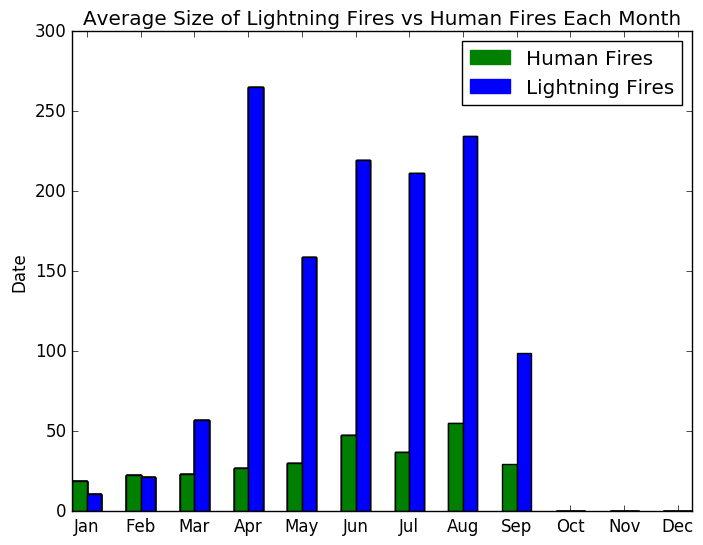 Average Size of Lightning Fires vs Human Fires Each Month
300
Human Fires
Lightning Fires
250
200
150
Date
100
50
0
Jan Feb Mar Apr May Jun Jul Aug Sep Oct Nov Dec